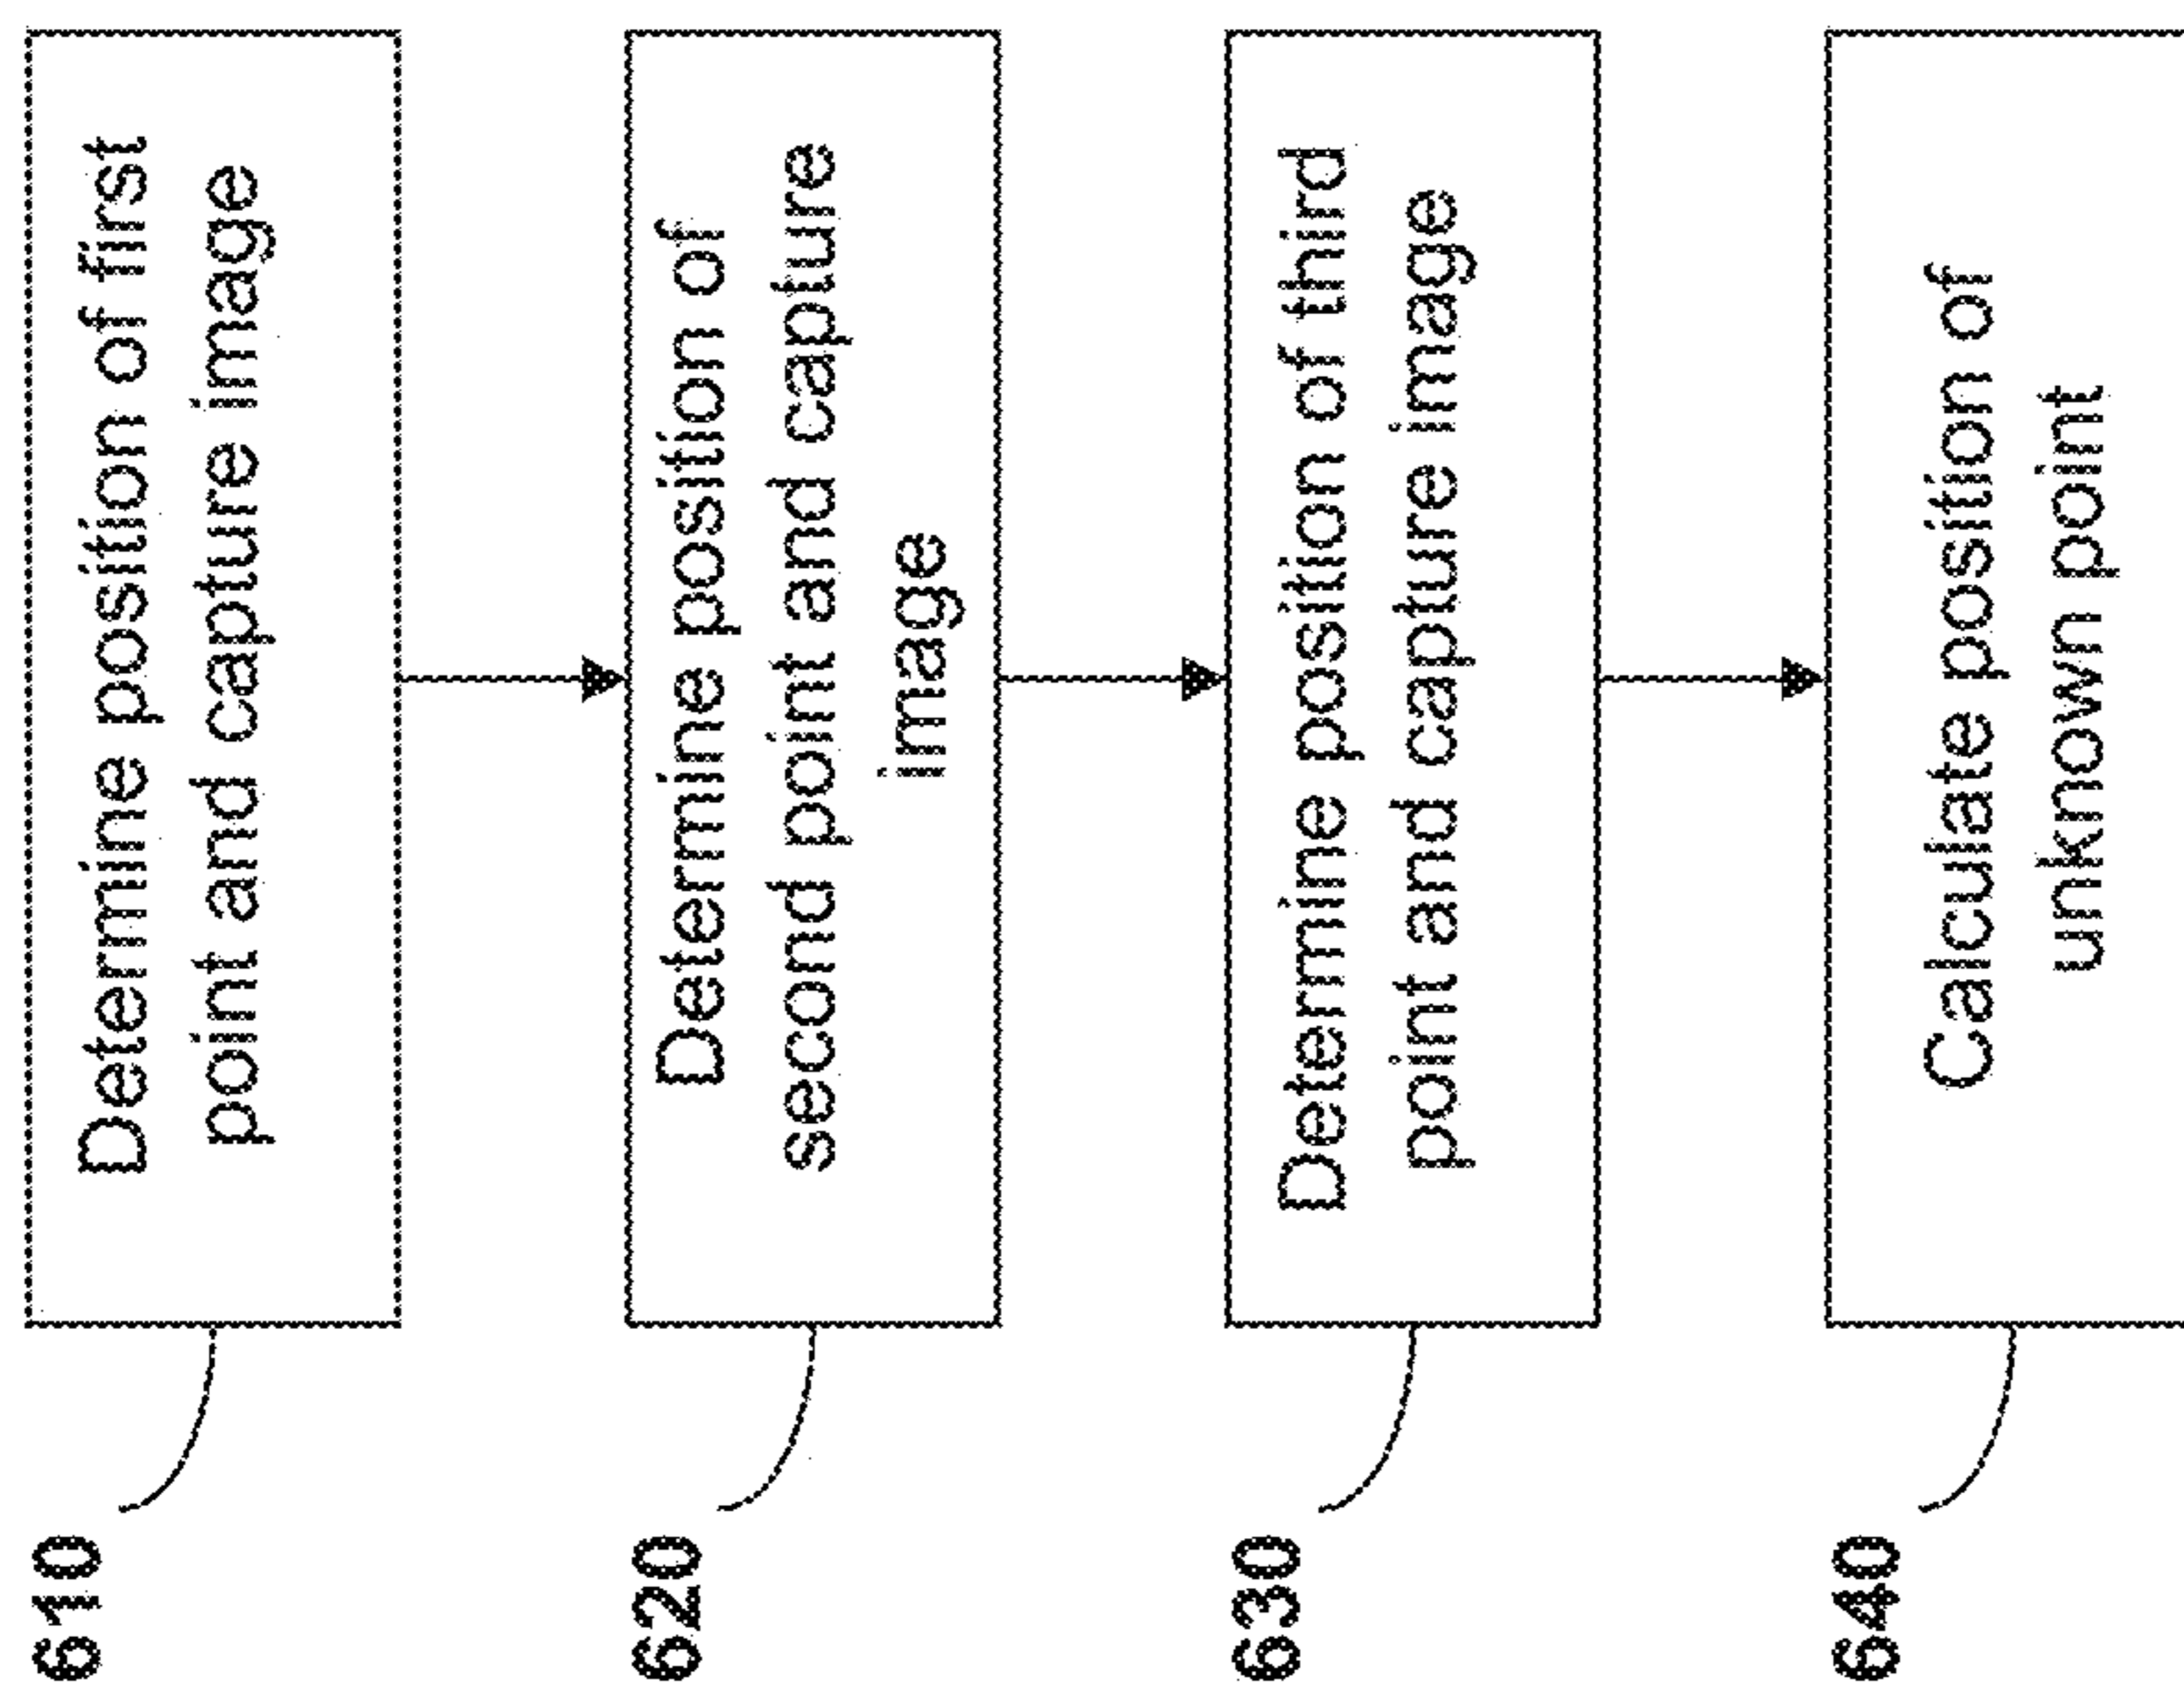 610
Determine position of first
point and capture image
620
Determine position of
second point and capture
image
630
Determine position of third
point and capture image
640
Calculate position of
unknown point